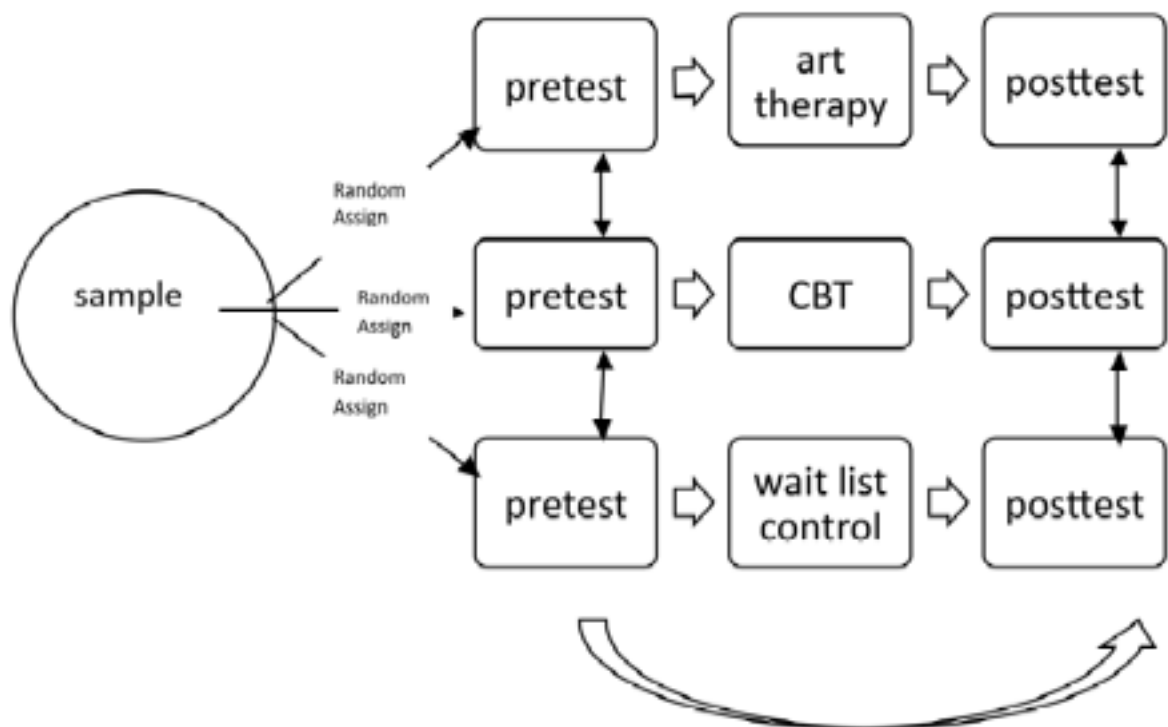 pretest
art
therapy
posttest
Random
Assign
sample
Random
Assign
pretest
CBT
posttest
Random
Assign
pretest
wait list
control
posttest